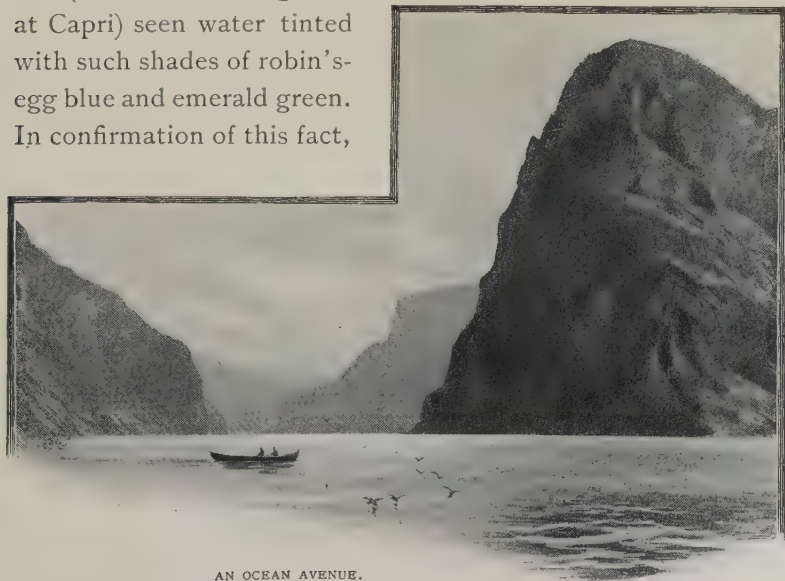 at Capri) seen water tinted
with such shades of robin's-
egg blue and emerald green.
In confirmation of this fact,
AN OCEAN AVENUE.